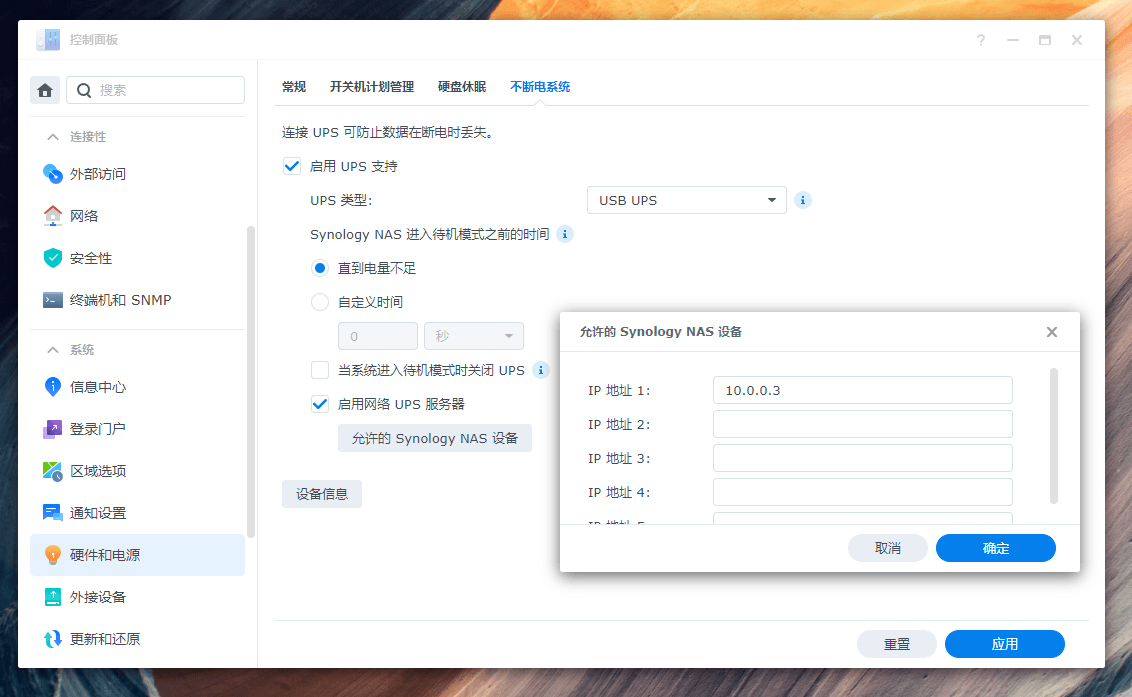 控制面板
搜索
连接性
外部访问
网络
安全性
终端机和 SNMP
系统
信息中心
登录门户
区域选项
通知设置
硬件和电源
外接设备
更新和还原
常规 开关机计划管理 硬盘休眠 不断电系统
连接 UPS 可防止数据在断电时丢失。
启用 UPS 支持
UPS 类型: USB UPS
Synology NAS 进入待机模式之前的时间
直到电量不足
自定义时间
0 秒
当系统进入待机模式时关闭 UPS
启用网络 UPS 服务器
允许的 Synology NAS 设备
设备信息
允许的 Synology NAS 设备
IP 地址 1: 10.0.0.3
IP 地址 2:
IP 地址 3:
IP 地址 4:
取消 确定
重置 应用